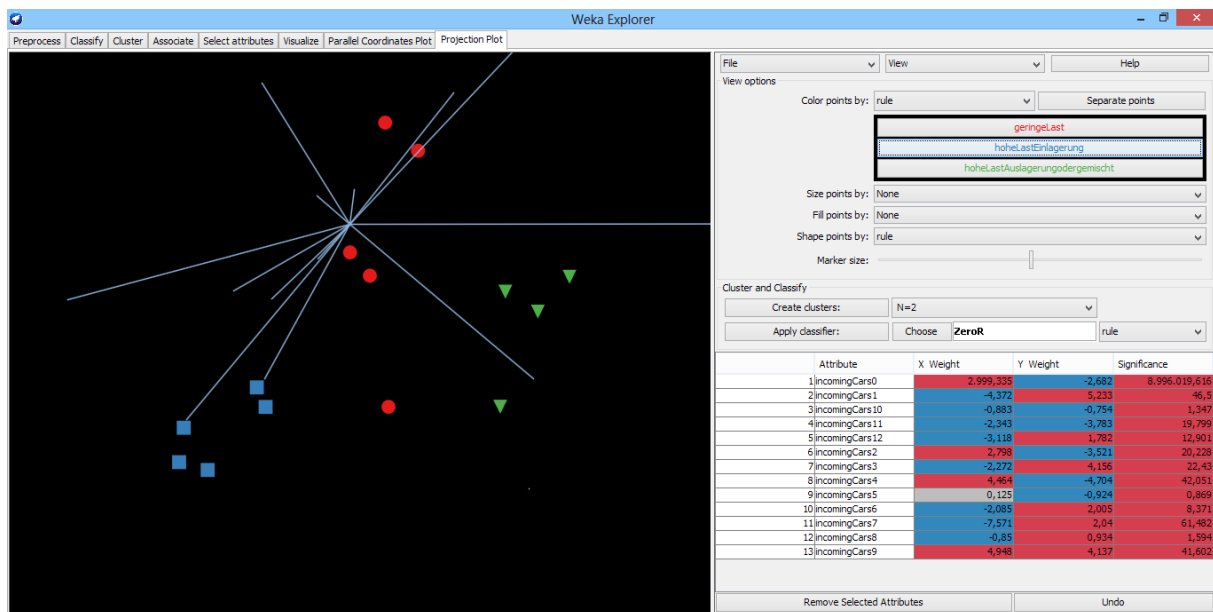 Weka Explorer
Preprocess Classify Cluster Associate Select attributes Visualize Parallel Coordinates Plot Projection Plot
File View Help
View options
Color points by: rule Separate points
geringeLast
hoheLastEinlagerung
hoheLastAuslagerungodergemischt
Size points by: None
Fill points by: None
Shape points by: rule
Marker size:
Cluster and Classify
Create clusters: N=2
Apply classifier: Choose ZeroR rule
Attribute X Weight Y Weight Significance
1 incomingCars0 2.999,335 -2,682 8.996.019,616
2 incomingCars1 -4,372 5,233 46,5
3 incomingCars10 -0,883 -0,754 1,347
4 incomingCars11 -2,343 -3,783 19,799
5 incomingCars12 -3,118 1,782 12,901
6 incomingCars2 2,798 -3,521 20,228
7 incomingCars3 -2,272 4,156 22,43
8 incomingCars4 4,464 -4,704 42,051
9 incomingCars5 0,125 -0,924 0,869
10 incomingCars6 -2,085 2,005 8,371
11 incomingCars7 -7,571 2,04 61,482
12 incomingCars8 -0,85 0,934 1,594
13 incomingCars9 4,948 4,137 41,602
Remove Selected Attributes Undo